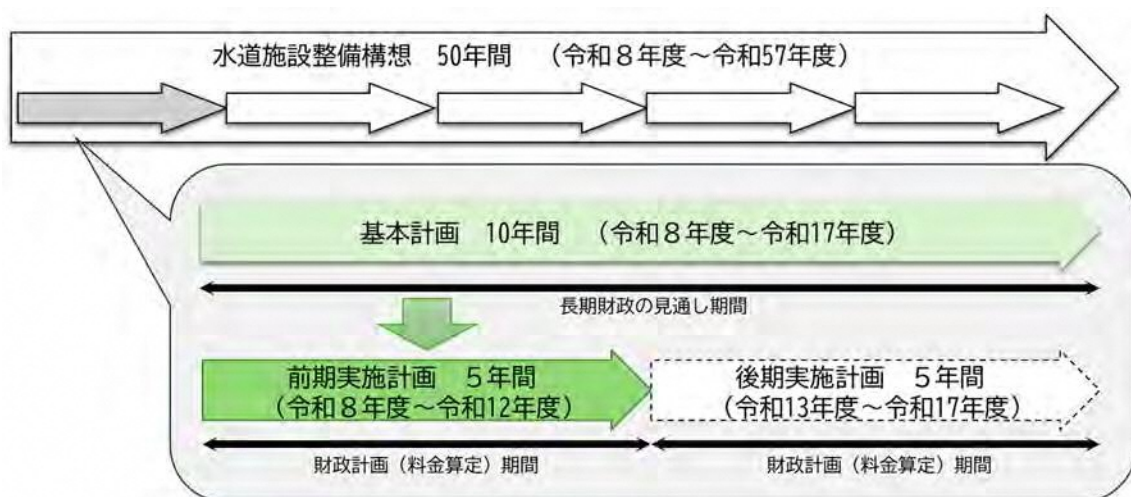 水道施設整備構想　50年間　（令和８年度～令和57年度）
基本計画　10年間　（令和８年度～令和17年度）
長期財政の見通し期間
前期実施計画　５年間
（令和８年度～令和12年度）
後期実施計画　５年間
（令和13年度～令和17年度）
財政計画（料金算定）期間
財政計画（料金算定）期間